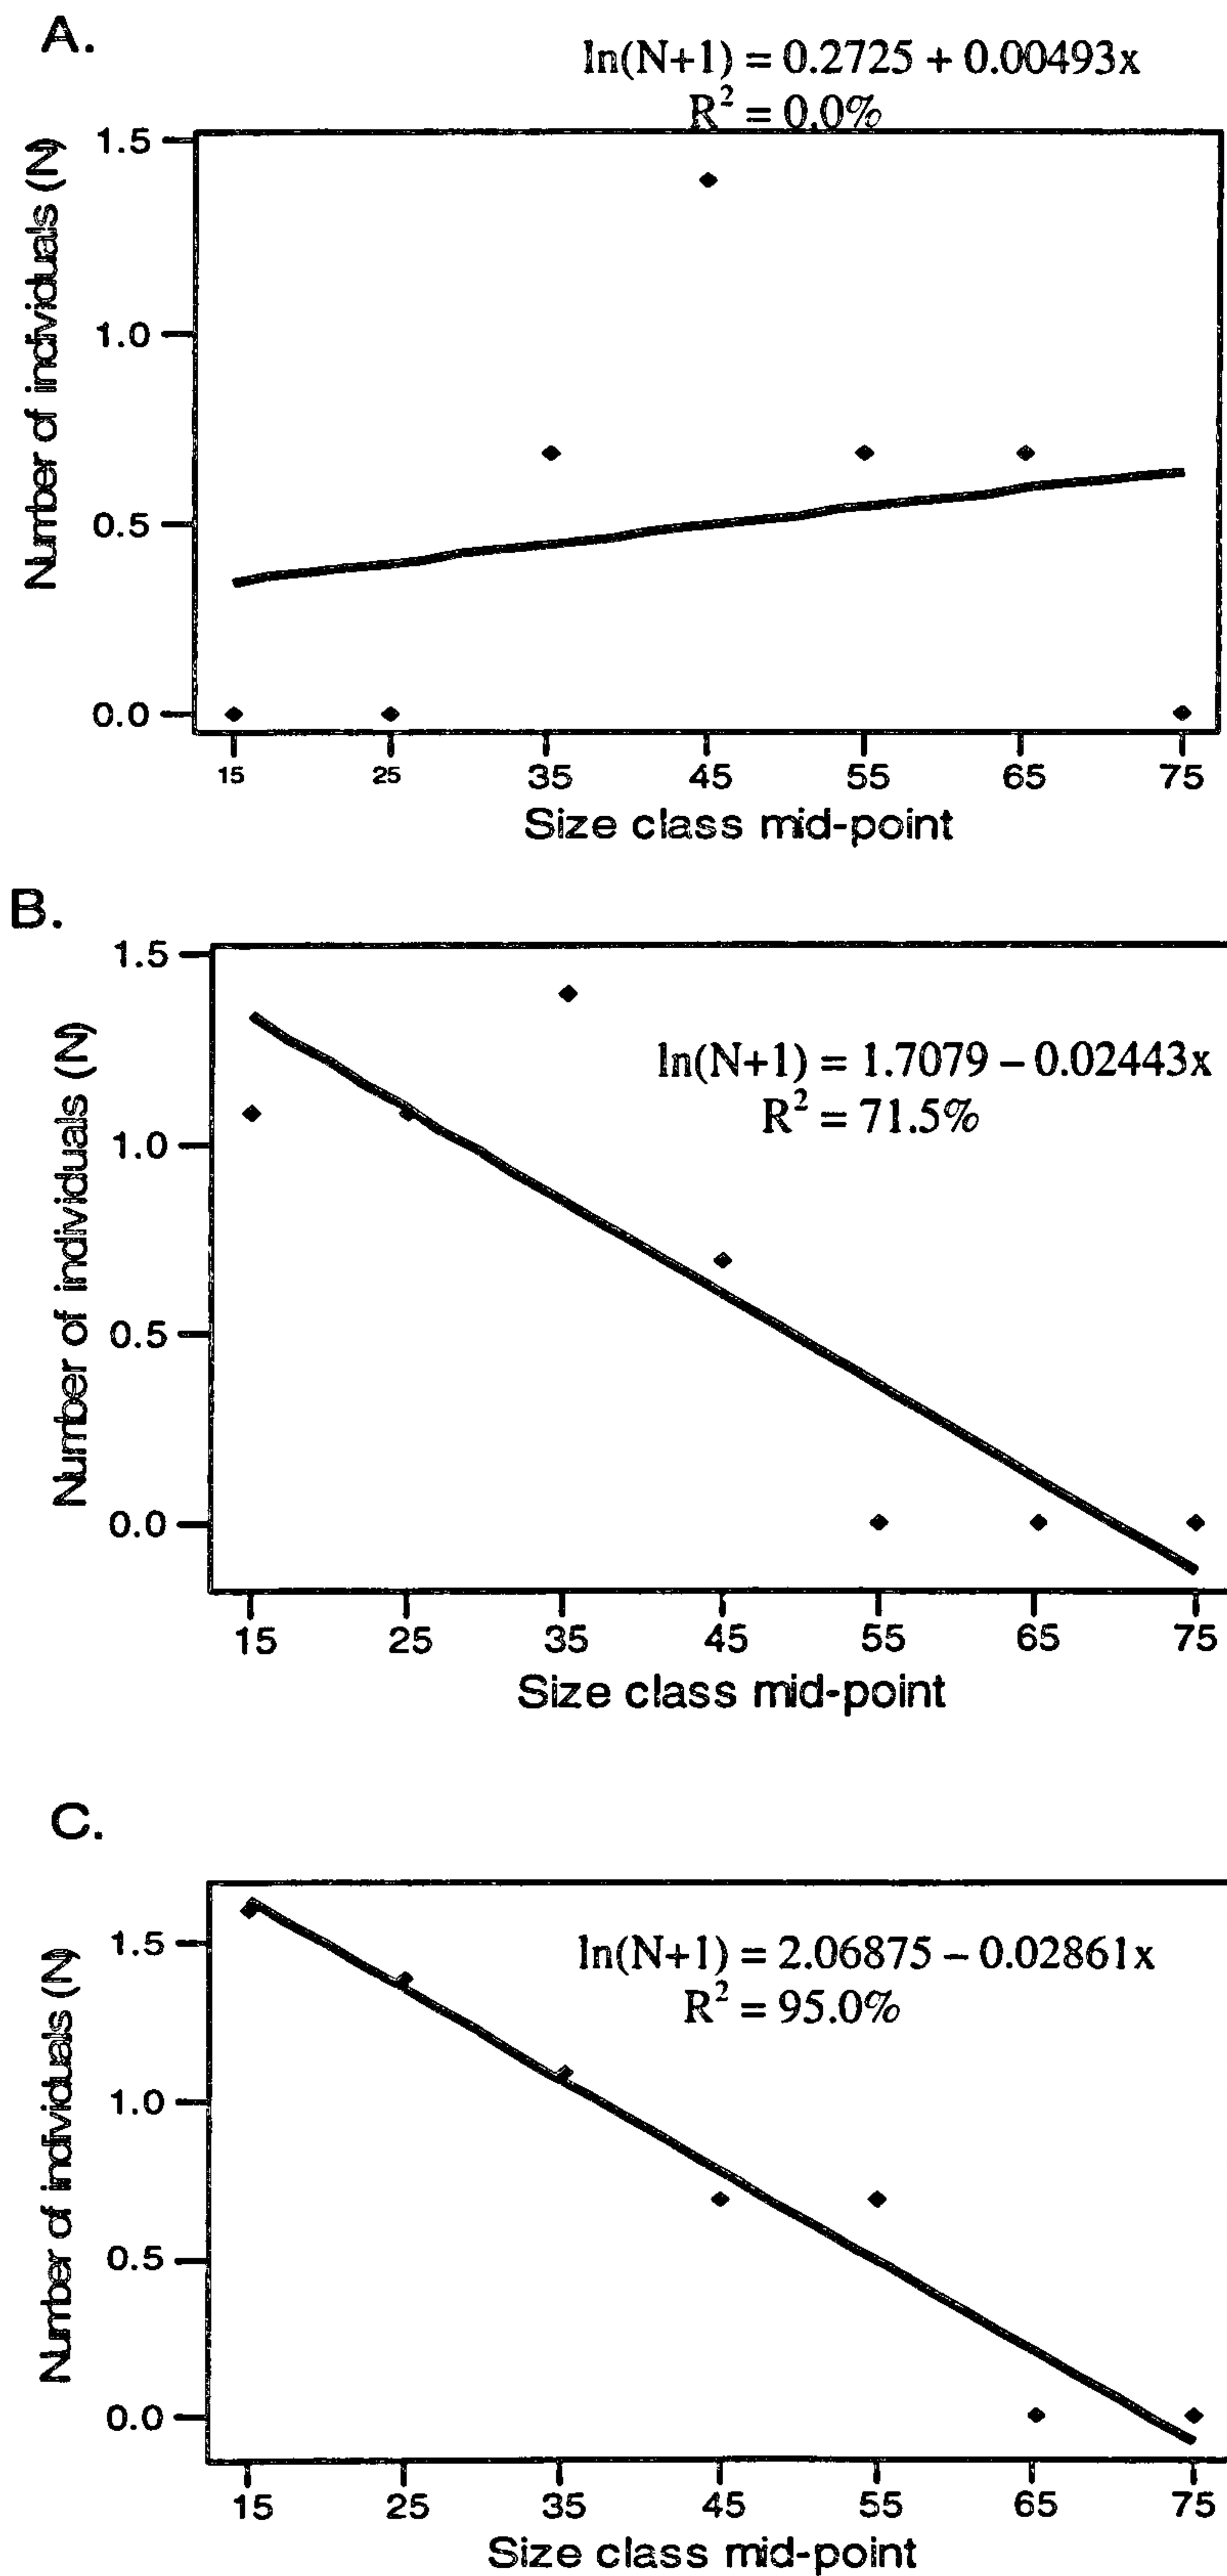 A.
ln(N+1) = 0.2725 + 0.00493x
R² = 0.0%
Number of individuals (N)
1.5
1.0
0.5
0.0
15 25 35 45 55 65 75
Size class mid-point
B.
ln(N+1) = 1.7079 – 0.02443x
R² = 71.5%
Number of individuals (N)
1.5
1.0
0.5
0.0
15 25 35 45 55 65 75
Size class mid-point
C.
ln(N+1) = 2.06875 – 0.02861x
R² = 95.0%
Number of individuals (N)
1.5
1.0
0.5
0.0
15 25 35 45 55 65 75
Size class mid-point